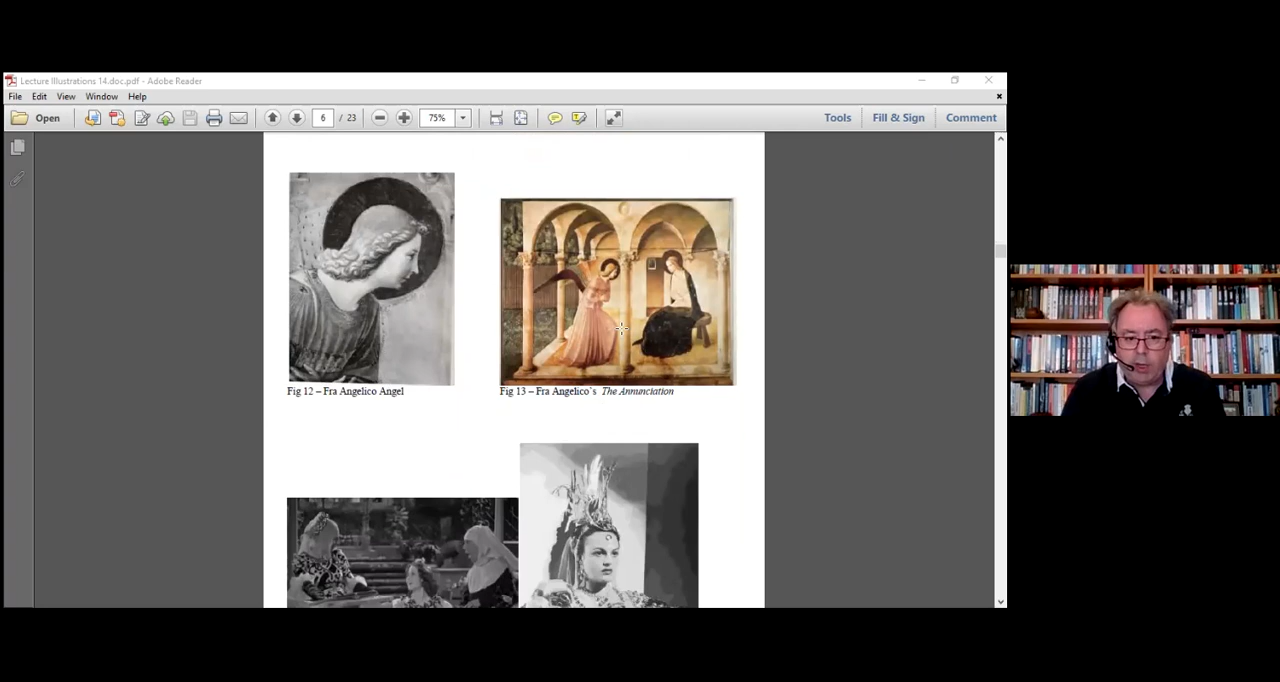 Lecture Illustrations 14.doc.pdf - Adobe Reader
File Edit View Window Help
Open 6 / 23 75% Tools Fill & Sign Comment
Fig 12 – Fra Angelico Angel
Fig 13 – Fra Angelico's The Annunciation